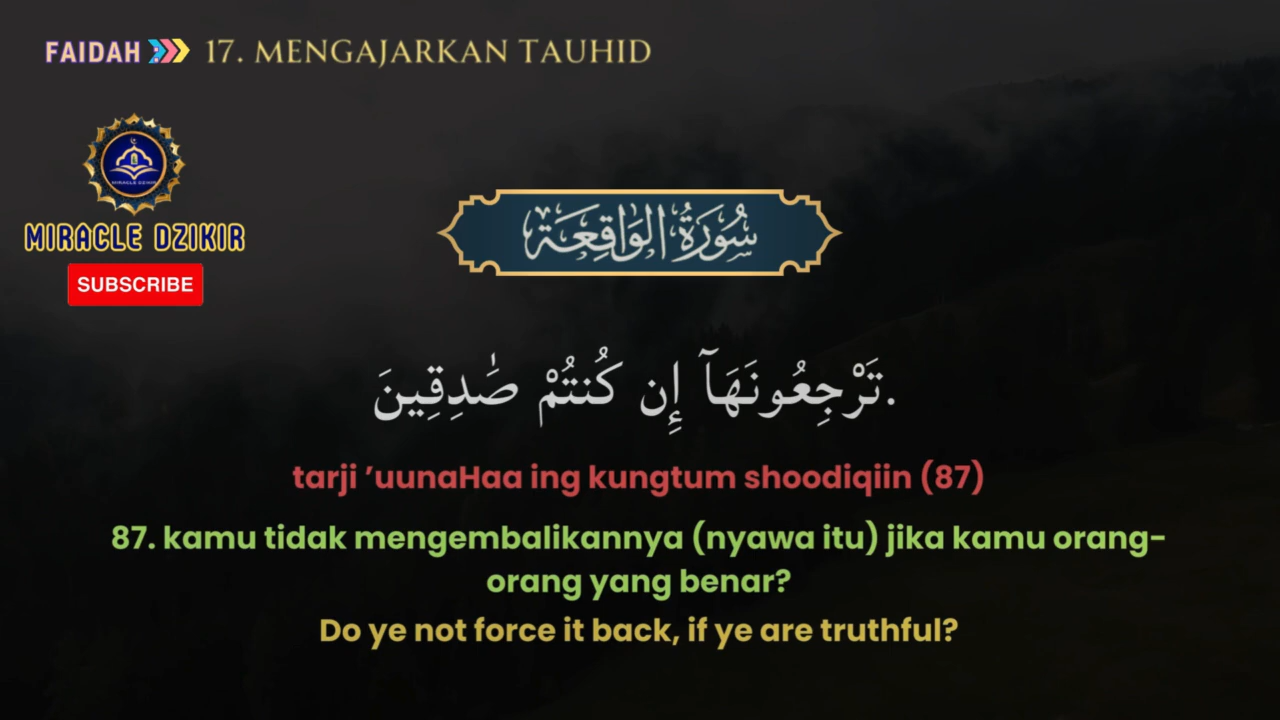 FAIDAH 17. MENGAJARKAN TAUHID
MIRACLE DZIKIR
MIRACLE DZIKIR
SUBSCRIBE
سُورَةُ الوَاقِعَة
تَرْجِعُونَهَآ إِن كُنتُمْ صَٰدِقِينَ.
tarji ’uunaHaa ing kungtum shoodiqiin (87)
87. kamu tidak mengembalikannya (nyawa itu) jika kamu orang-
orang yang benar?
Do ye not force it back, if ye are truthful?